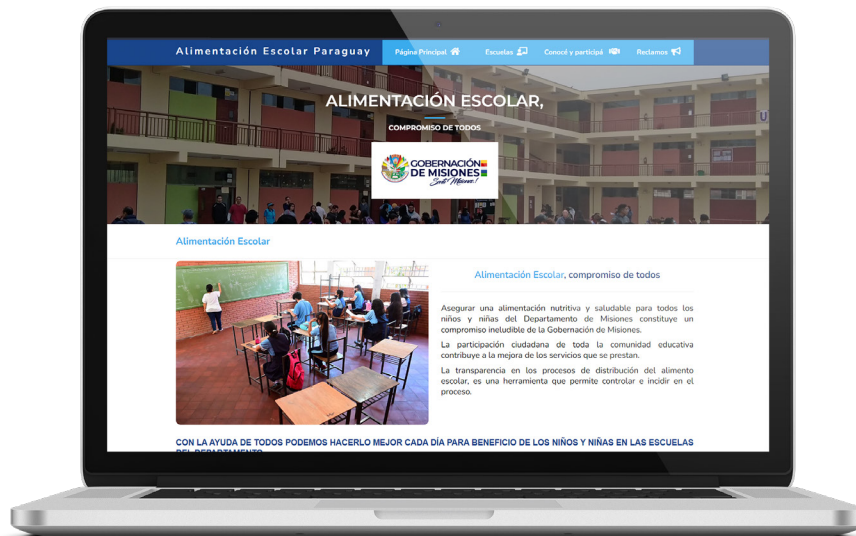 Alimentación Escolar Paraguay
Página Principal
Escuelas
Conocé y participá
Reclamos
ALIMENTACIÓN ESCOLAR,
COMPROMISO DE TODOS
GOBERNACIÓN
DE MISIONES
U
Alimentación Escolar
Alimentación Escolar, compromiso de todos
Asegurar una alimentación nutritiva y saludable para todos los
niños y niñas del Departamento de Misiones constituye un
compromiso ineludible de la Gobernación de Misiones.
La participación ciudadana de toda la comunidad educativa
contribuye a la mejora de los servicios que se prestan.
La transparencia en los procesos de distribución del alimento
escolar, es una herramienta que permite controlar e incidir en el
proceso.
CON LA AYUDA DE TODOS PODEMOS HACERLO MEJOR CADA DÍA PARA BENEFICIO DE LOS NIÑOS Y NIÑAS EN LAS ESCUELAS
DEL DEPARTAMENTO